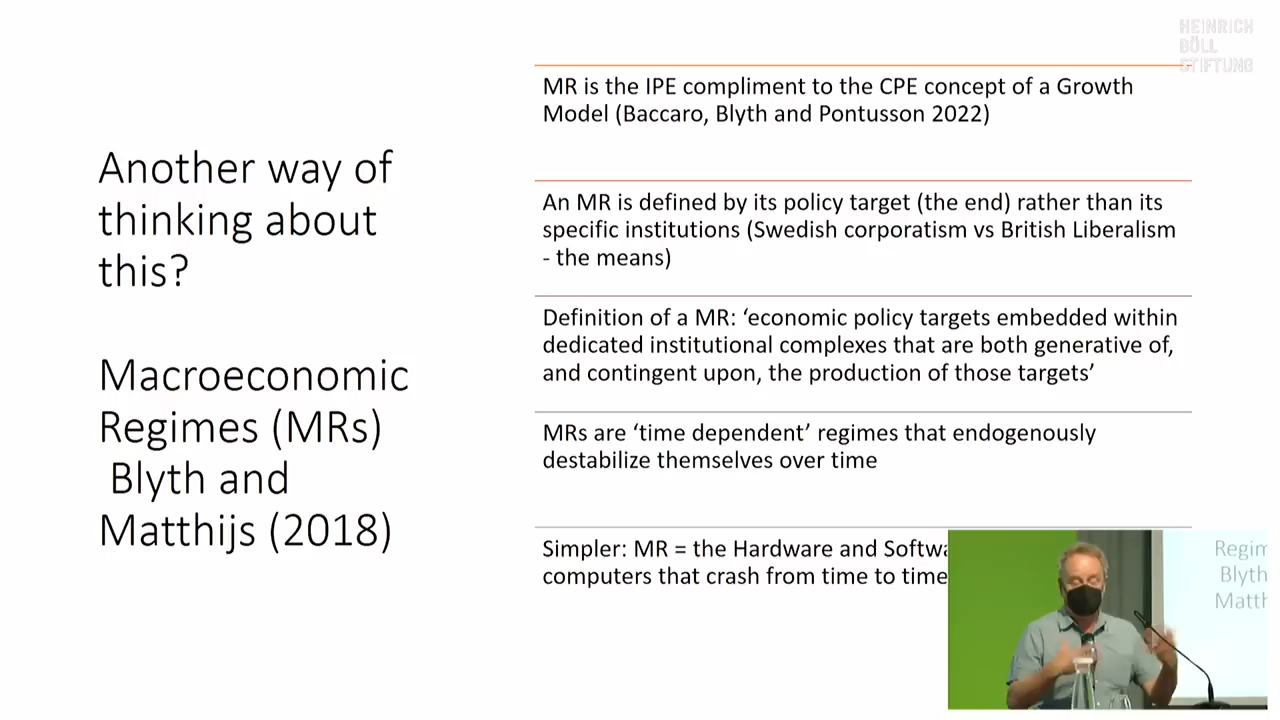 HEINRICH
BÖLL
STIFTUNG
Another way of
thinking about
this?
Macroeconomic
Regimes (MRs)
Blyth and
Matthijs (2018)
MR is the IPE compliment to the CPE concept of a Growth
Model (Baccaro, Blyth and Pontusson 2022)
An MR is defined by its policy target (the end) rather than its
specific institutions (Swedish corporatism vs British Liberalism
- the means)
Definition of a MR: ‘economic policy targets embedded within
dedicated institutional complexes that are both generative of,
and contingent upon, the production of those targets’
MRs are ‘time dependent’ regimes that endogenously
destabilize themselves over time
Simpler: MR = the Hardware and
computers that crash from time to time
Blyth